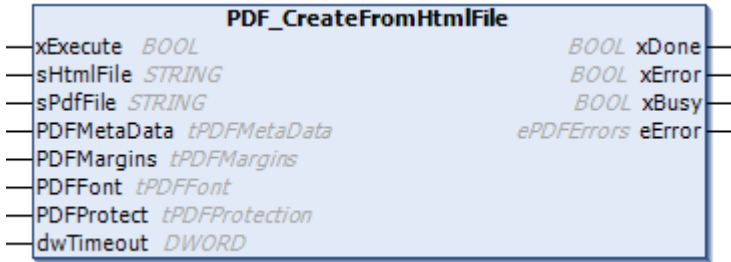 PDF_CreateFromHtmlFile
xExecute BOOL BOOL xDone
sHtmlFile STRING BOOL xError
sPdfFile STRING BOOL xBusy
PDFMetaData tPDFMetaData ePDFErrors eError
PDFMargins tPDFMargins
PDFFont tPDFFont
PDFProtect tPDFProtection
dwTimeout DWORD